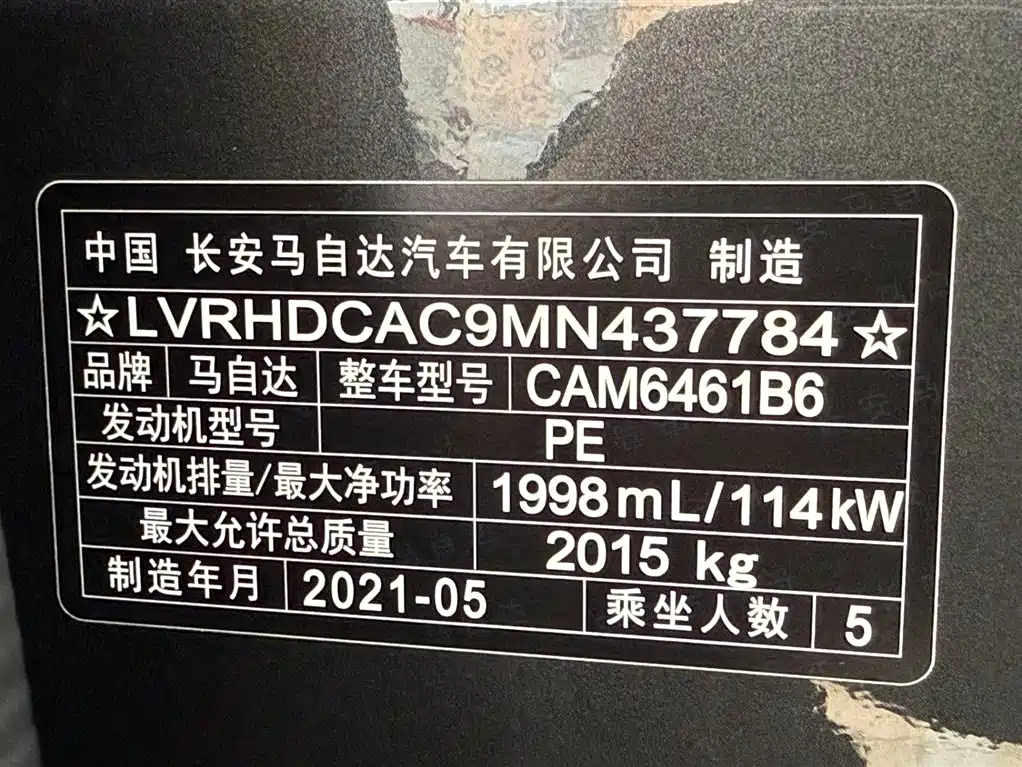 中国 长安马自达汽车有限公司 制造
☆LVRHDCAC9MN437784☆
品牌 马自达 整车型号 CAM6461B6
发动机型号 PE
发动机排量/最大净功率 1998mL/114kW
最大允许总质量 2015 kg
制造年月 2021-05 乘坐人数 5